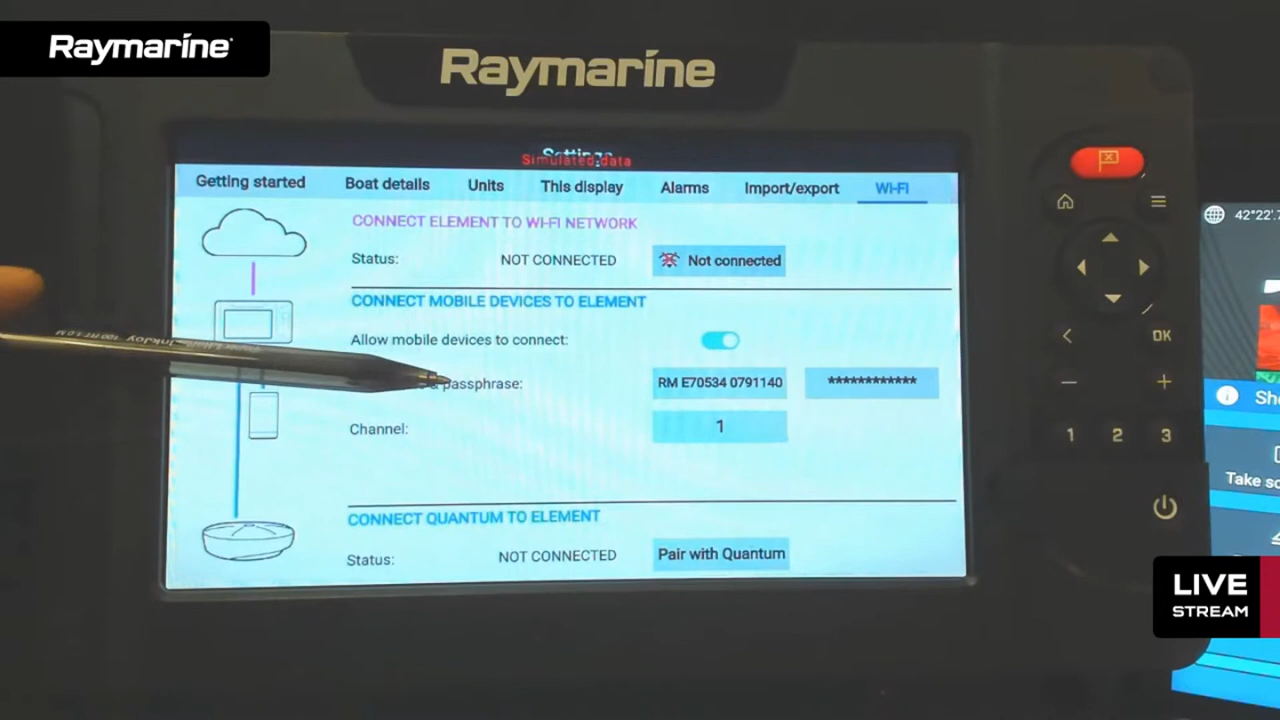 Raymarine
Raymarine
Settings
Simulated data
Getting started Boat details Units This display Alarms Import/export Wi-Fi
CONNECT ELEMENT TO WI-FI NETWORK
Status: NOT CONNECTED Not connected
CONNECT MOBILE DEVICES TO ELEMENT
Allow mobile devices to connect:
passphrase: RM E70534 0791140 ************
Channel: 1
CONNECT QUANTUM TO ELEMENT
Status: NOT CONNECTED Pair with Quantum
OK
1 2 3
42°22'.
Take
LIVE
STREAM